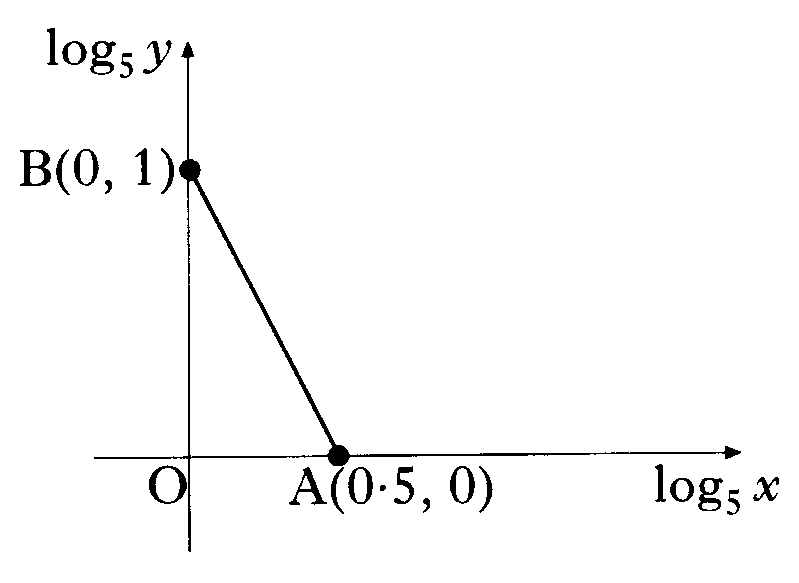 log₅ y
B(0, 1)
O
A(0·5, 0)
log₅ x